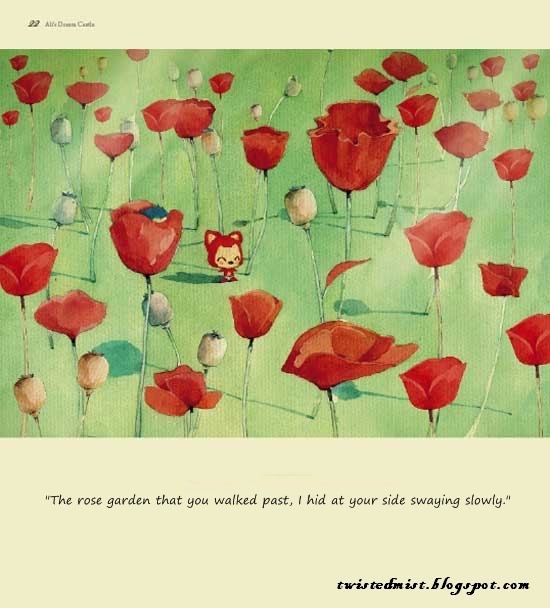 22 Ali's Dream Castle
"The rose garden that you walked past, I hid at your side swaying slowly."
twistedmist.blogspot.com